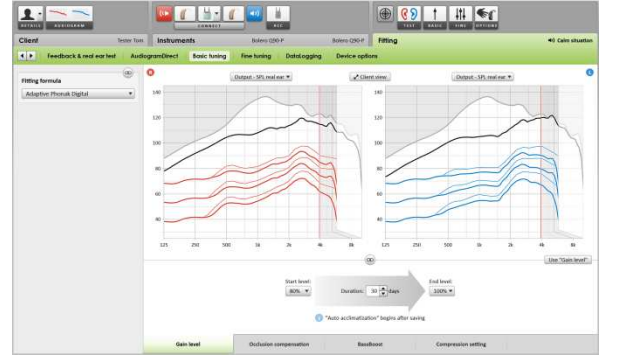 DETAILS AUDIOGRAM CONNECT REC TEST BASIC FINE OPTIONS
Client Tester Tom Instruments Bolero Q90-P Bolero Q90-P Fitting Calm situation
Feedback & real ear test AudiogramDirect Basic tuning Fine tuning DataLogging Device options
Fitting formula
Adaptive Phonak Digital
Output - SPL real ear Client view Output - SPL real ear
140 140
120 120
100 100
80 80
60 60
40 40
125 250 500 1k 2k 4k 8k 125 250 500 1k 2k 4k 8k
Use "Gain level"
Start level: End level:
80% Duration: 30 days 100%
"Auto acclimatization" begins after saving
Gain level Occlusion compensation BassBoost Compression setting